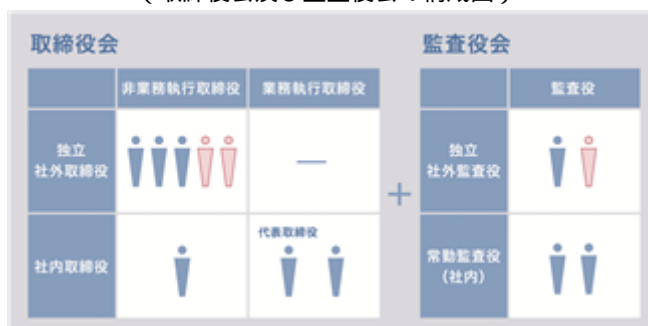 取締役会
監査役会
非業務執行取締役
業務執行取締役
監査役
独立
社外取締役
—
+
独立
社外監査役
社内取締役
代表取締役
常勤監査役
(社内)